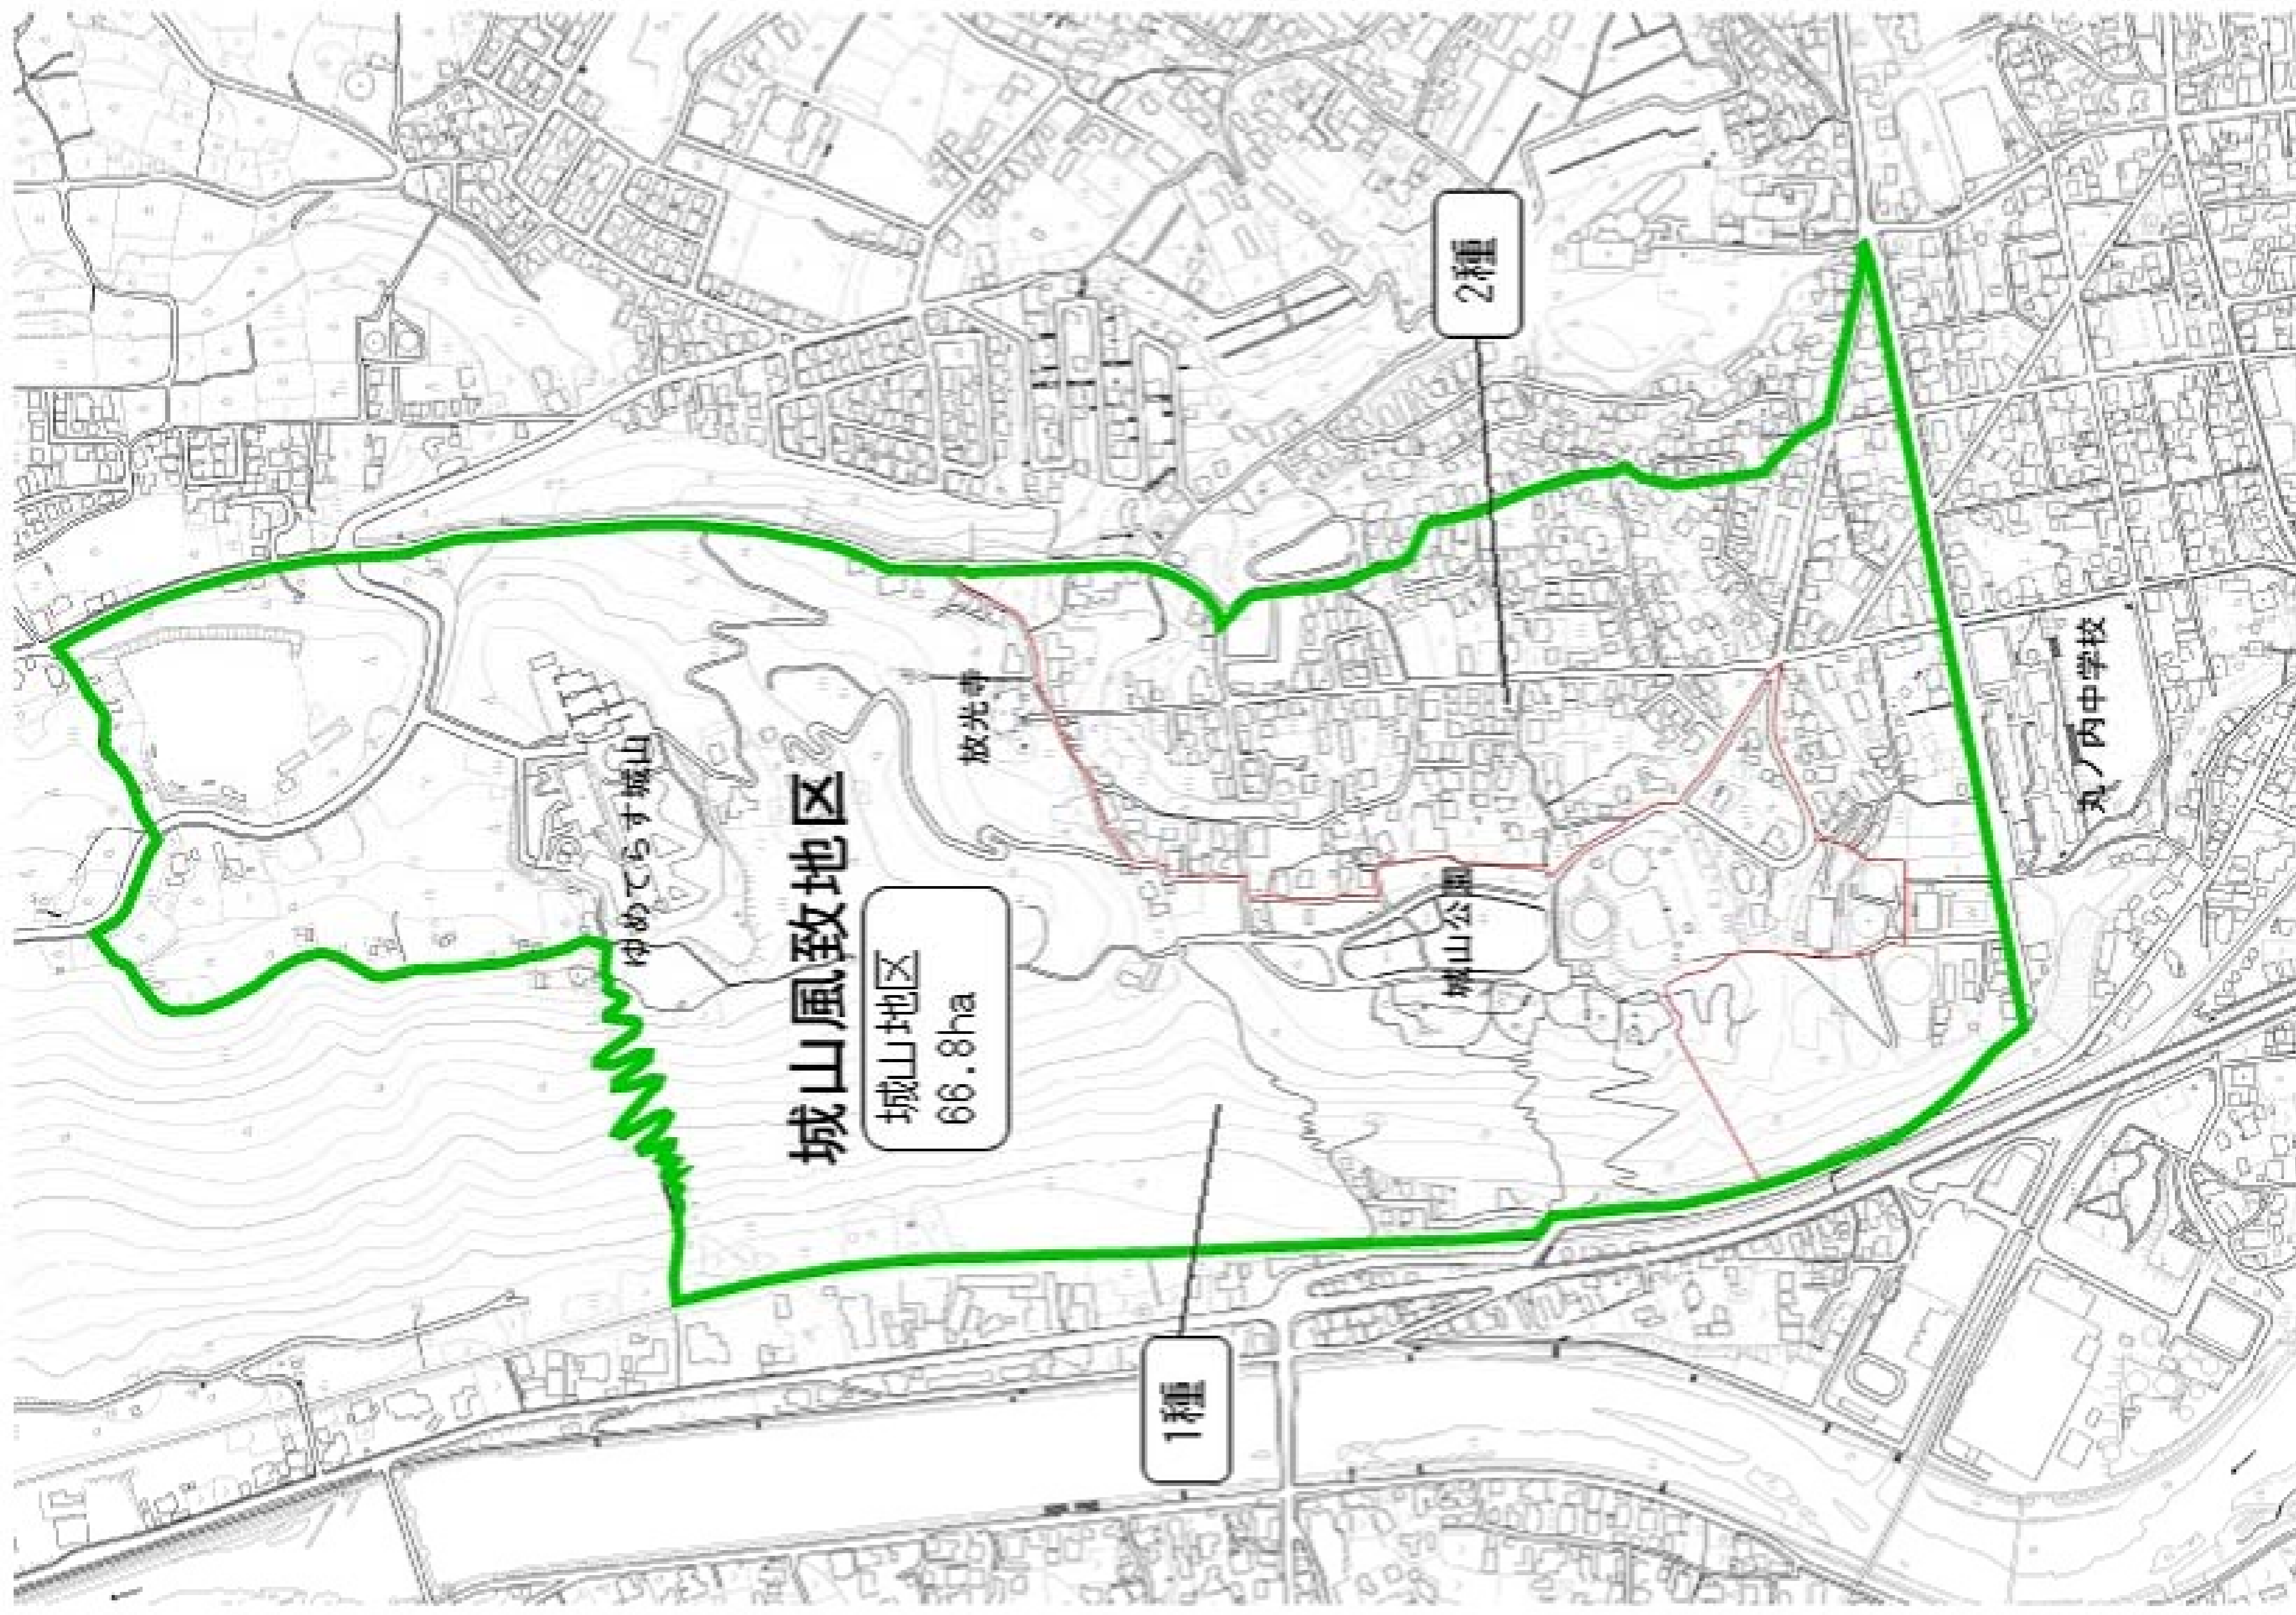 城山風致地区
城山地区
66.8ha
ゆめてらす城山
放光寺
城山公園
丸ノ内中学校
2種
1種